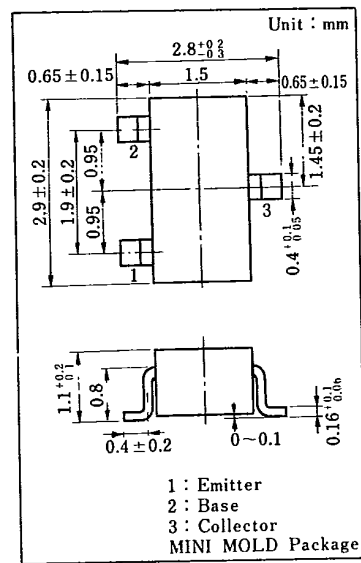 Unit : mm
2.8 +0.2 -0.3
0.65±0.15
1.5
0.65±0.15
2.9±0.2
1.9±0.2
0.95
0.95
2
1
3
1.45±0.2
0.4 +0.1 -0.05
1.1 +0.2 -0.1
0.8
0.4±0.2
0~0.1
0.16 +0.1 -0.06
1 : Emitter
2 : Base
3 : Collector
MINI MOLD Package